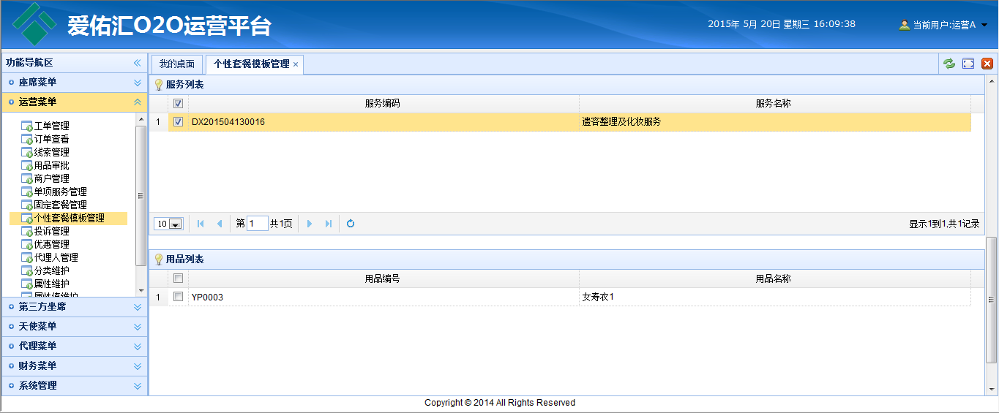 爱佑汇O2O运营平台
2015年 5月 20日 星期三 16:09:38
当前用户:运营A
功能导航区
座席菜单
运营菜单
工单管理
订单查看
线索管理
用品审批
商户管理
单项服务管理
固定套餐管理
个性套餐模板管理
投诉管理
优惠管理
代理人管理
分类维护
属性维护
属性值维护
第三方坐席
天使菜单
代理菜单
财务菜单
系统管理
我的桌面 个性套餐模板管理
服务列表
服务编码 服务名称
1 DX201504130016 遗容整理及化妆服务
10 第 1 共1页 显示1到1,共1记录
用品列表
用品编号 用品名称
1 YP0003 女寿衣1
Copyright © 2014 All Rights Reserved